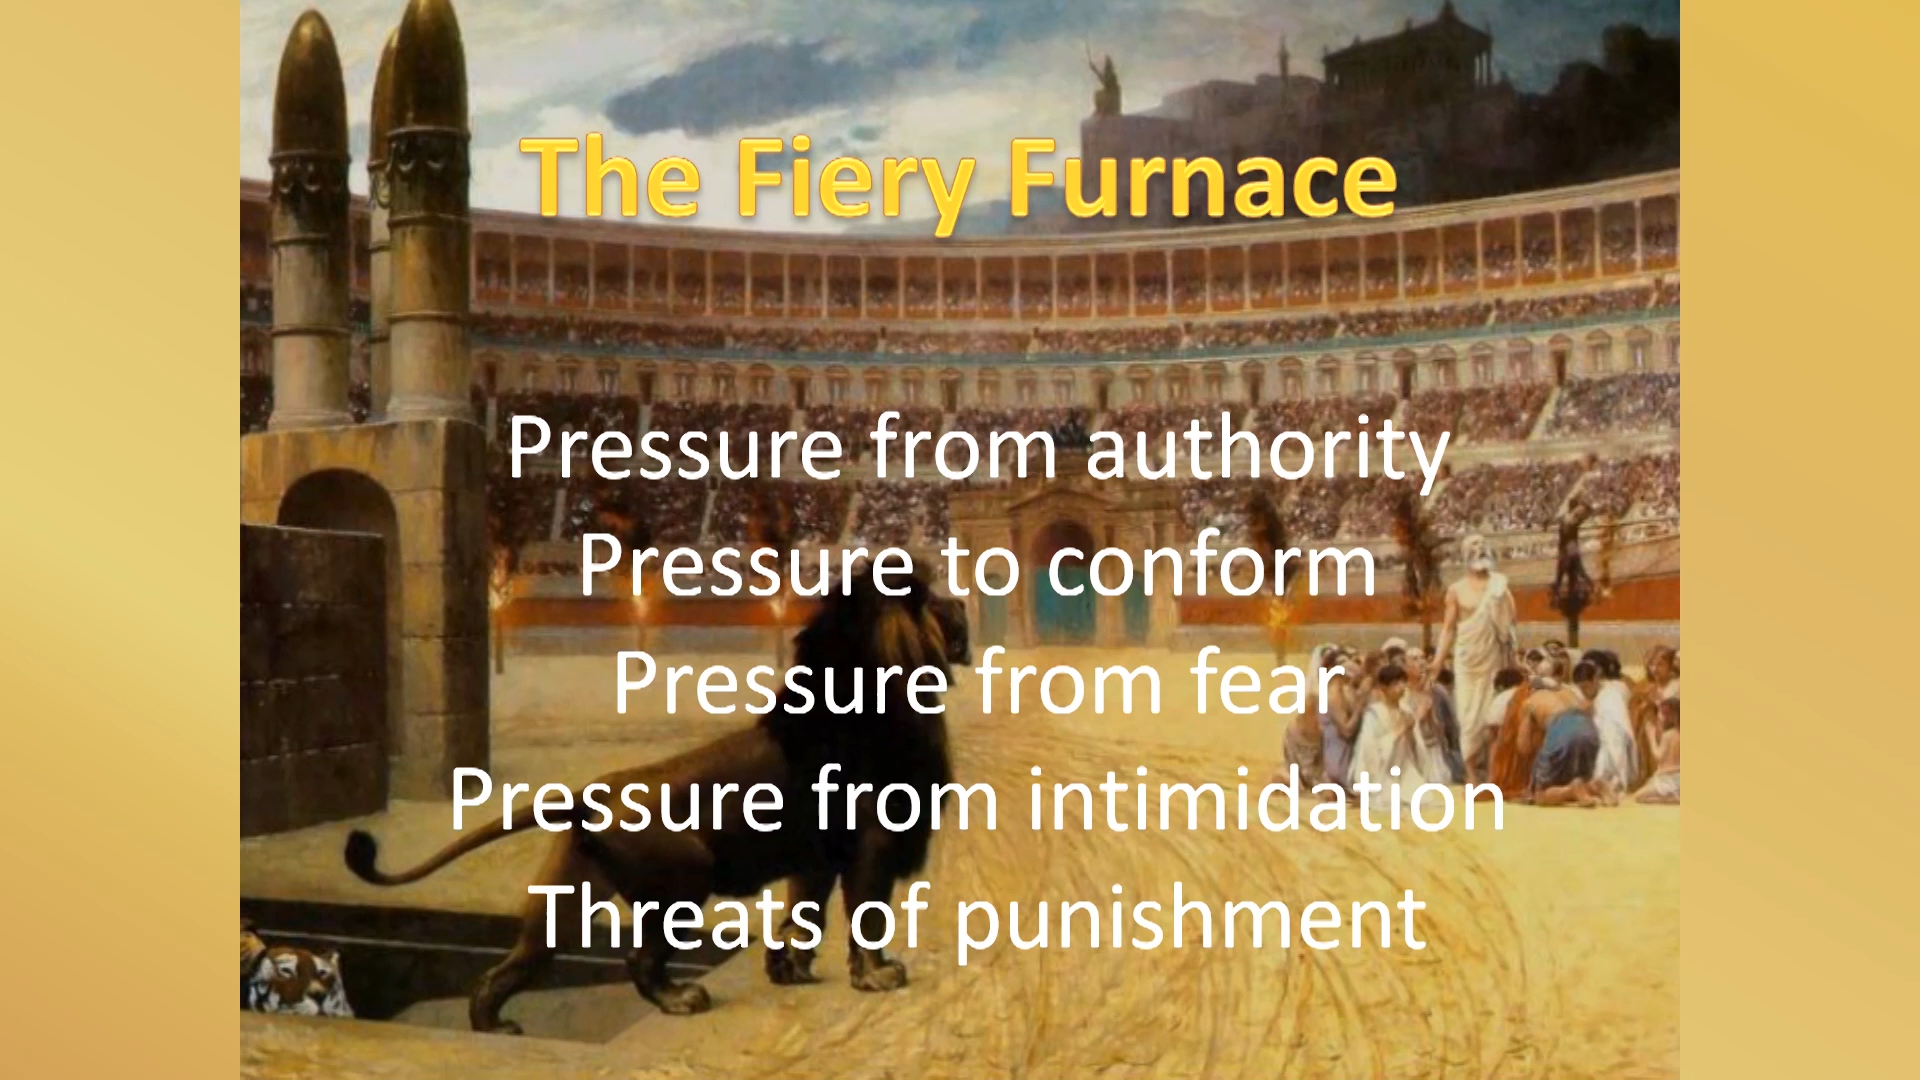 The Fiery Furnace
Pressure from authority
Pressure to conform
Pressure from fear
Pressure from intimidation
Threats of punishment